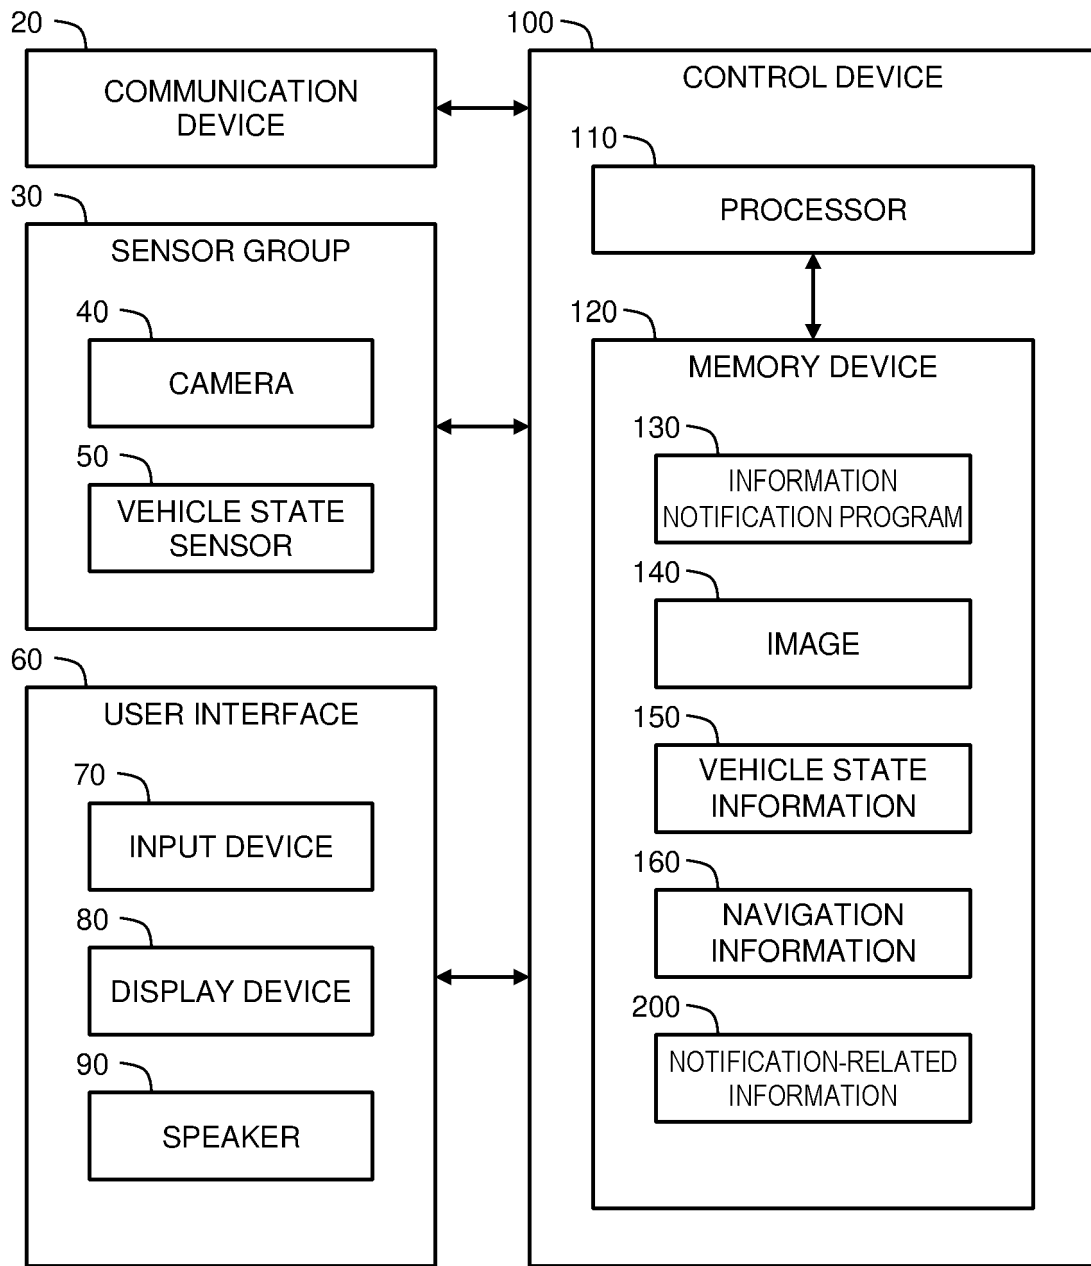 20
COMMUNICATION
DEVICE
30
SENSOR GROUP
40
CAMERA
50
VEHICLE STATE
SENSOR
60
USER INTERFACE
70
INPUT DEVICE
80
DISPLAY DEVICE
90
SPEAKER
100
CONTROL DEVICE
110
PROCESSOR
120
MEMORY DEVICE
130
INFORMATION
NOTIFICATION PROGRAM
140
IMAGE
150
VEHICLE STATE
INFORMATION
160
NAVIGATION
INFORMATION
200
NOTIFICATION-RELATED
INFORMATION